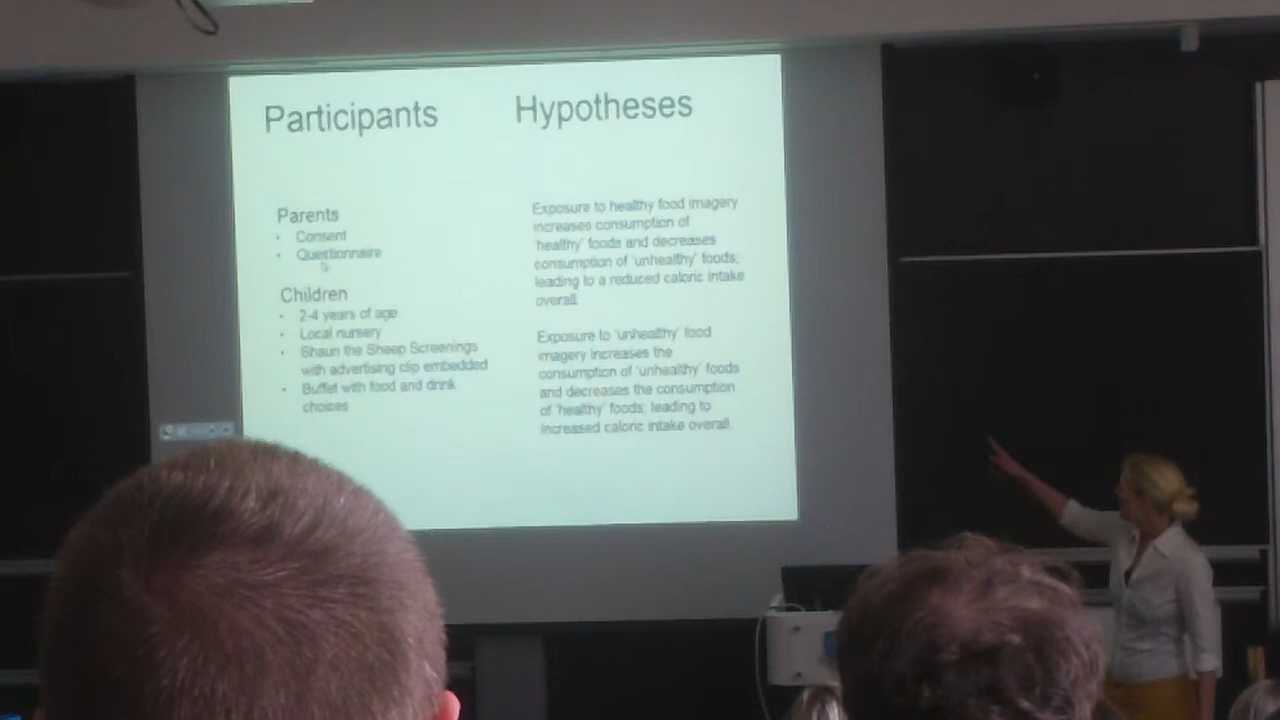 Participants
Hypotheses
Parents
• Consent
• Questionnaire
Children
• 2-4 years of age
• Local nursery
• Shaun the Sheep Screenings
with advertising clip embedded
• Buffet with food and drink
choices
Exposure to healthy food imagery
increases consumption of
'healthy' foods and decreases
consumption of 'unhealthy' foods;
leading to a reduced caloric intake
overall.
Exposure to 'unhealthy' food
imagery increases the
consumption of 'unhealthy' foods
and decreases the consumption
of 'healthy' foods; leading to
increased caloric intake overall.